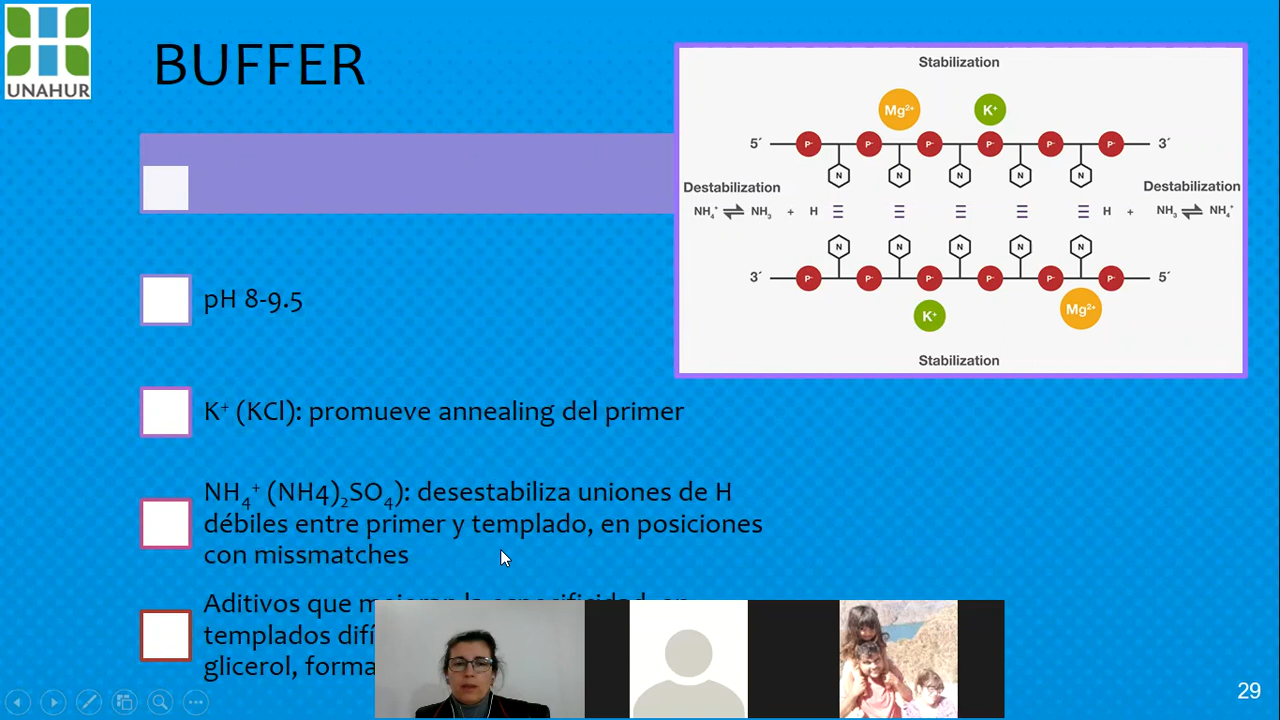 UNAHUR
BUFFER
pH 8-9.5
K⁺ (KCl): promueve annealing del primer
NH₄⁺ (NH4)₂SO₄): desestabiliza uniones de H
débiles entre primer y templado, en posiciones
con missmatches
Aditivos que mejoran la especificidad, en
templados
glicerol,
Stabilization
Mg²⁺ K⁺
5´ P⁻ P⁻ P⁻ P⁻ P⁻ P⁻ 3´
N N N N N
Destabilization Destabilization
NH₄⁺ ⇌ NH₃ + H H + NH₃ ⇌ NH₄⁺
N N N N N
3´ P⁻ P⁻ P⁻ P⁻ P⁻ P⁻ 5´
K⁺ Mg²⁺
Stabilization
29